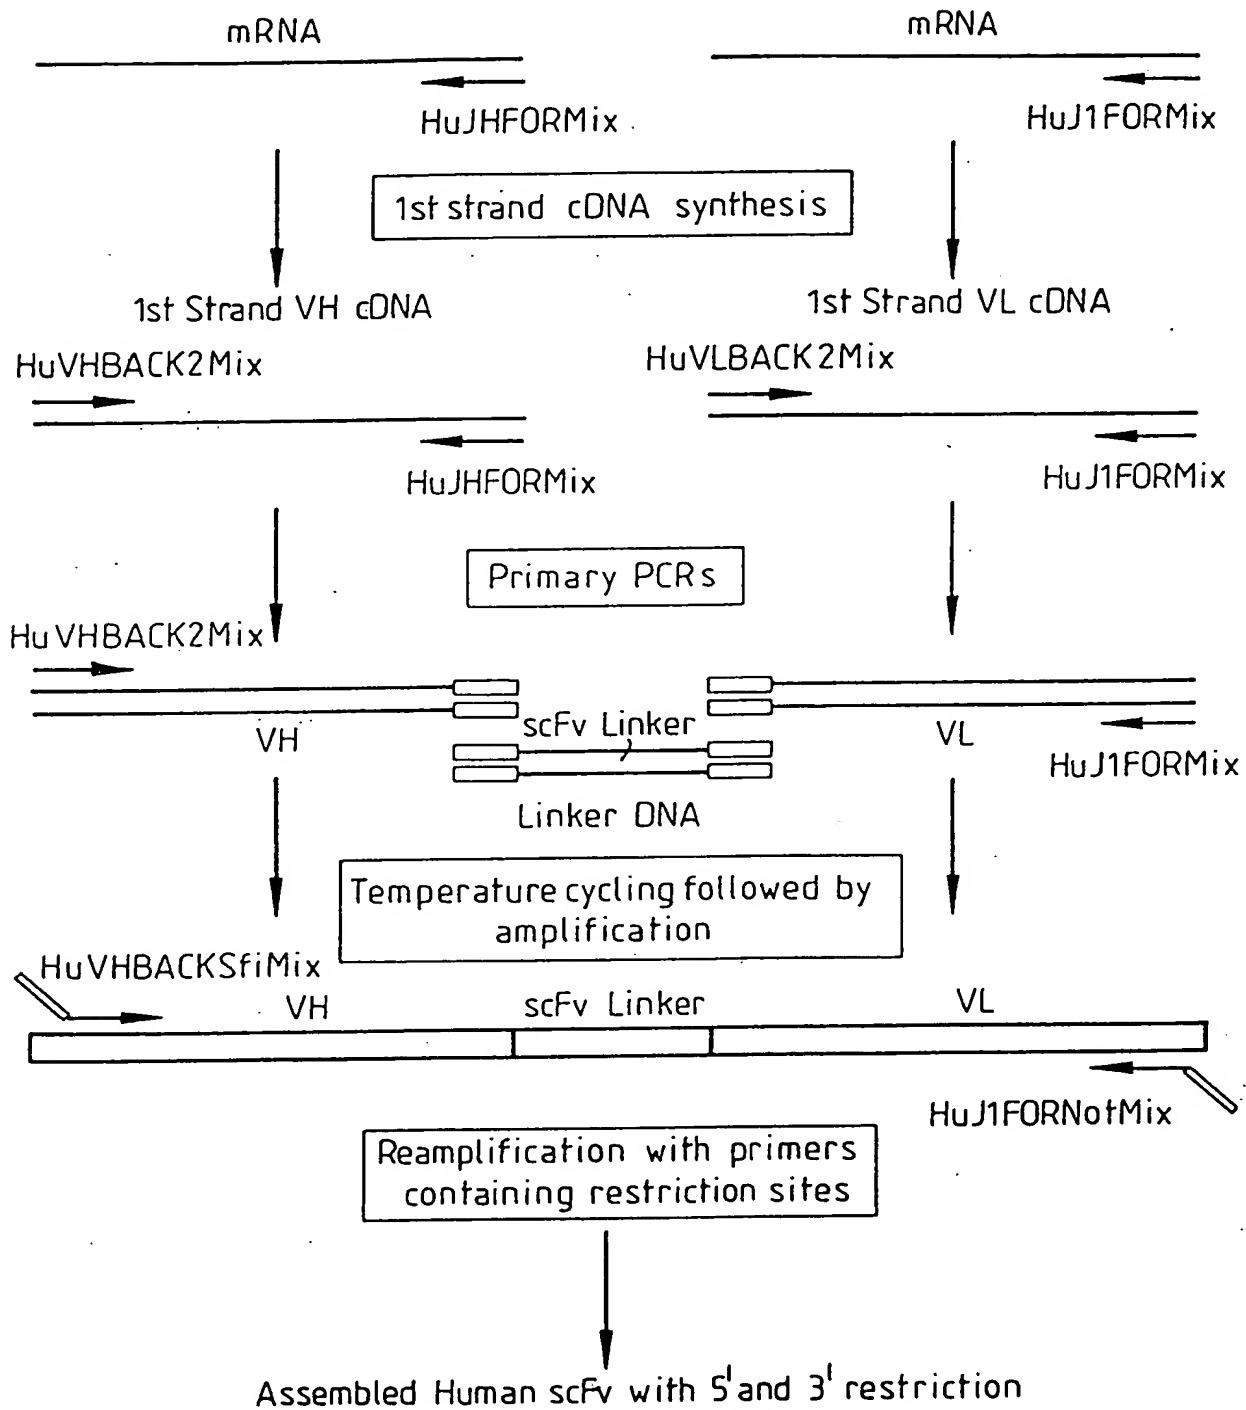 mRNA
mRNA
HuJHFORMix
HuJ1FORMix
1st strand cDNA synthesis
1st Strand VH cDNA
1st Strand VL cDNA
HuVHBACK2Mix
HuVLBACK2Mix
HuJHFORMix
HuJ1FORMix
Primary PCRs
HuVHBACK2Mix
VH
scFv Linker
VL
HuJ1FORMix
Linker DNA
Temperature cycling followed by
amplification
HuVHBACKSfiMix
VH
scFv Linker
VL
HuJ1FORNotMix
Reamplification with primers
containing restriction sites
Assembled Human scFv with 5' and 3' restriction